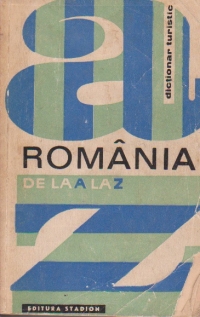 dicționar turistic
a
ROMÂNIA
DE LA A LA Z
z
EDITURA STADION